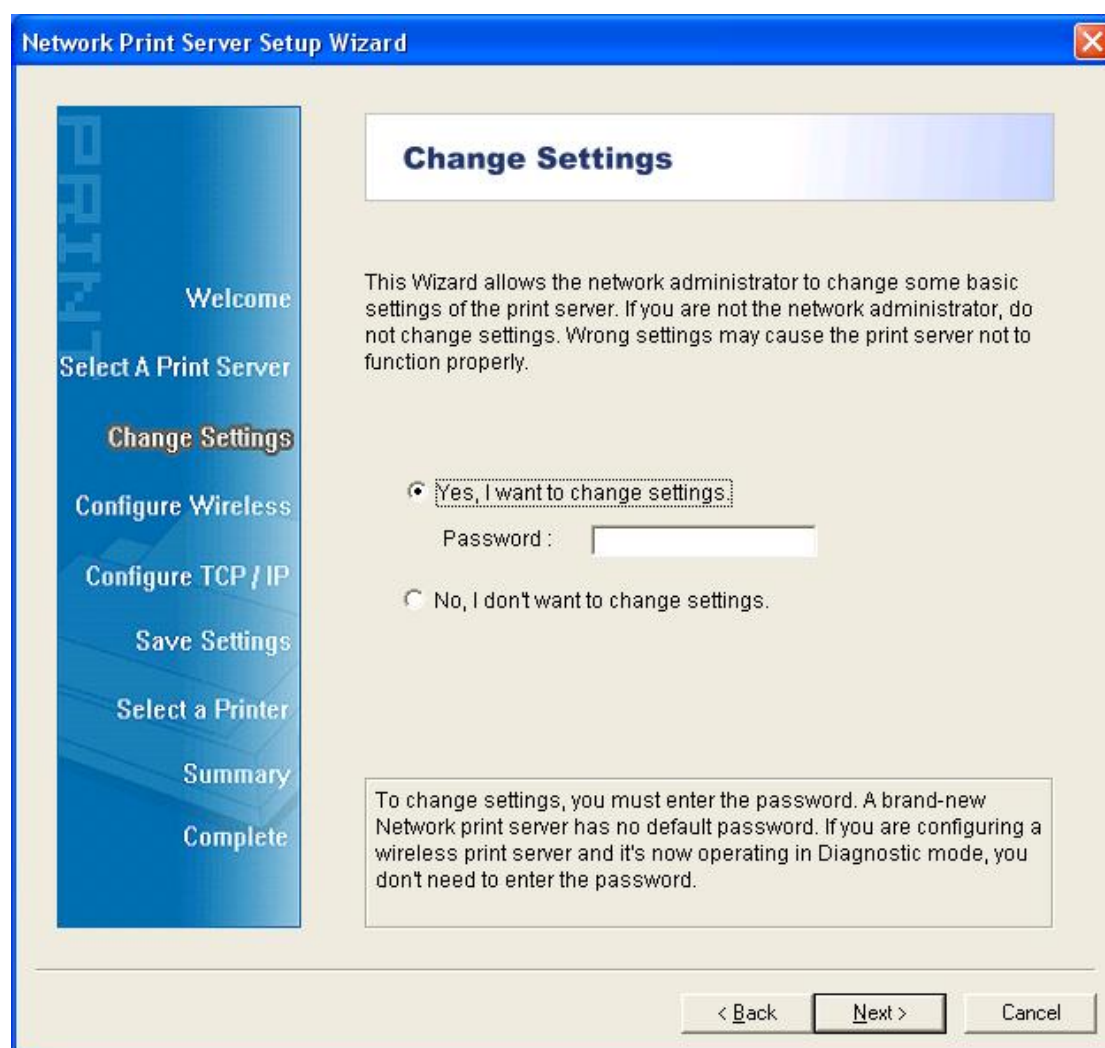 Network Print Server Setup Wizard
PRINT
Welcome
Select A Print Server
Change Settings
Configure Wireless
Configure TCP / IP
Save Settings
Select a Printer
Summary
Complete
Change Settings
This Wizard allows the network administrator to change some basic
settings of the print server. If you are not the network administrator, do
not change settings. Wrong settings may cause the print server not to
function properly.
Yes, I want to change settings.
Password :
No, I don't want to change settings.
To change settings, you must enter the password. A brand-new
Network print server has no default password. If you are configuring a
wireless print server and it's now operating in Diagnostic mode, you
don't need to enter the password.
< Back
Next >
Cancel